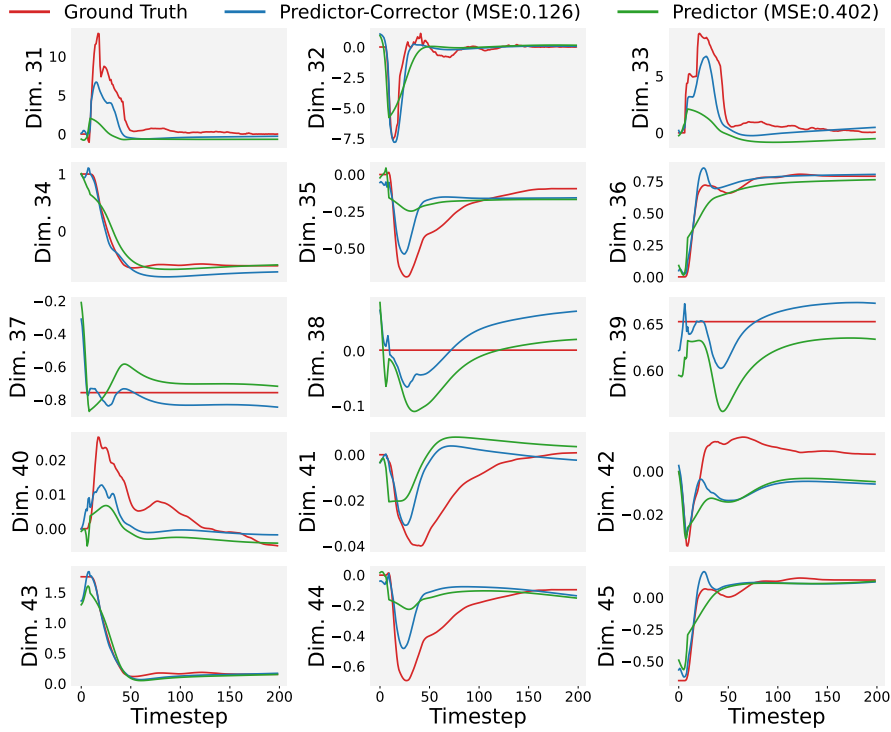 Ground Truth Predictor-Corrector (MSE:0.126) Predictor (MSE:0.402)
Dim. 31
10
5
0
Dim. 32
0.0
−2.5
−5.0
−7.5
Dim. 33
5
0
Dim. 34
1
0
Dim. 35
0.00
−0.25
−0.50
Dim. 36
0.75
0.50
0.25
0.00
Dim. 37
−0.2
−0.4
−0.6
−0.8
Dim. 38
0.0
−0.1
Dim. 39
0.65
0.60
Dim. 40
0.02
0.01
0.00
Dim. 41
0.00
−0.02
−0.04
Dim. 42
0.00
−0.02
Dim. 43
1.5
1.0
0.5
0.0
Dim. 44
0.0
−0.2
−0.4
−0.6
Dim. 45
0.00
−0.25
−0.50
0 50 100 150 200
0 50 100 150 200
0 50 100 150 200
Timestep Timestep Timestep